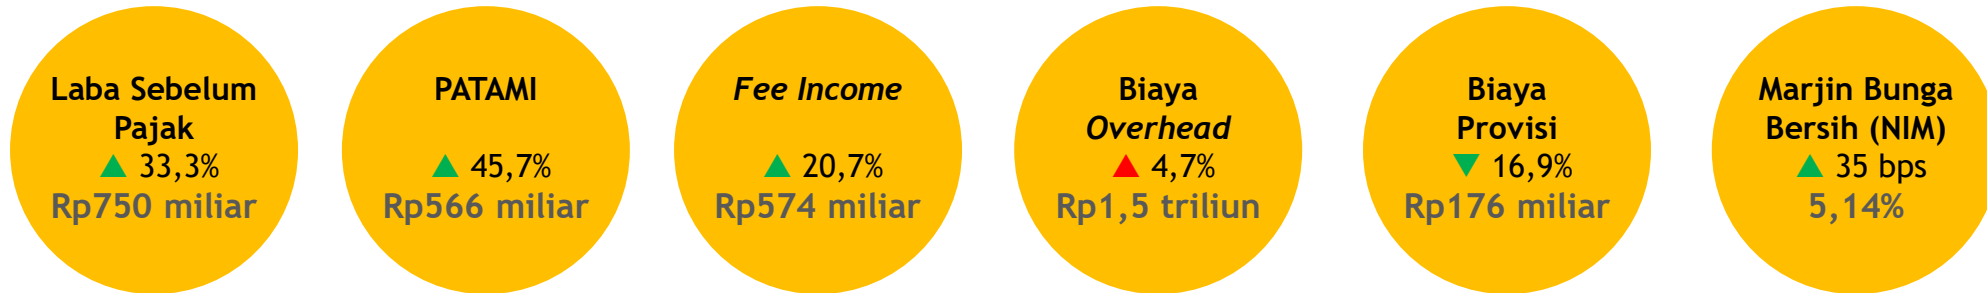 Laba Sebelum
Pajak
▲ 33,3%
Rp750 miliar
PATAMI
▲ 45,7%
Rp566 miliar
Fee Income
▲ 20,7%
Rp574 miliar
Biaya
Overhead
▲ 4,7%
Rp1,5 triliun
Biaya
Provisi
▼ 16,9%
Rp176 miliar
Marjin Bunga
Bersih (NIM)
▲ 35 bps
5,14%